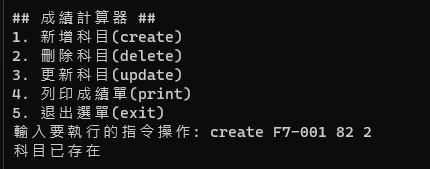 ## 成績計算器 ##
1. 新增科目(create)
2. 刪除科目(delete)
3. 更新科目(update)
4. 列印成績單(print)
5. 退出選單(exit)
輸入要執行的指令操作: create F7-001 82 2
科目已存在